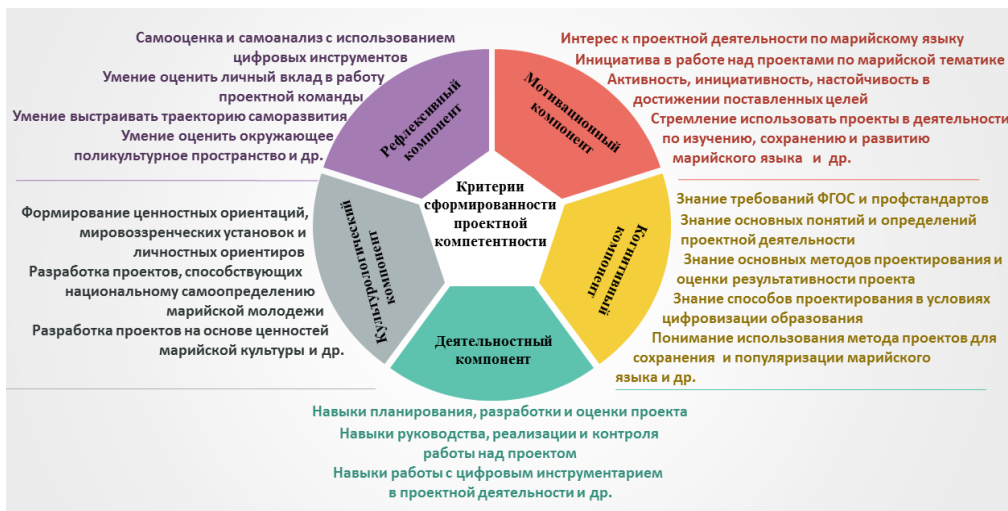 Самооценка и самоанализ с использованием
цифровых инструментов
Умение оценить личный вклад в работу
проектной команды
Умение выстраивать траекторию саморазвития
Умение оценить окружающее
поликультурное пространство и др.
Рефлексивный
компонент
Мотивационный
компонент
Интерес к проектной деятельности по марийскому языку
Инициатива в работе над проектами по марийской тематике
Активность, инициативность, настойчивость в
достижении поставленных целей
Стремление использовать проекты в деятельности
по изучению, сохранению и развитию
марийского языка и др.
Критерии
сформированности
проектной
компетентности
Формирование ценностных ориентаций,
мировоззренческих установок и
личностных ориентиров
Разработка проектов, способствующих
национальному самоопределению
марийской молодежи
Разработка проектов на основе ценностей
марийской культуры и др.
Культурологический
компонент
Когнитивный
компонент
Знание требований ФГОС и профстандартов
Знание основных понятий и определений
проектной деятельности
Знание основных методов проектирования и
оценки результативности проекта
Знание способов проектирования в условиях
цифровизации образования
Понимание использования метода проектов для
сохранения и популяризации марийского
языка и др.
Деятельностный
компонент
Навыки планирования, разработки и оценки проекта
Навыки руководства, реализации и контроля
работы над проектом
Навыки работы с цифровым инструментарием
в проектной деятельности и др.